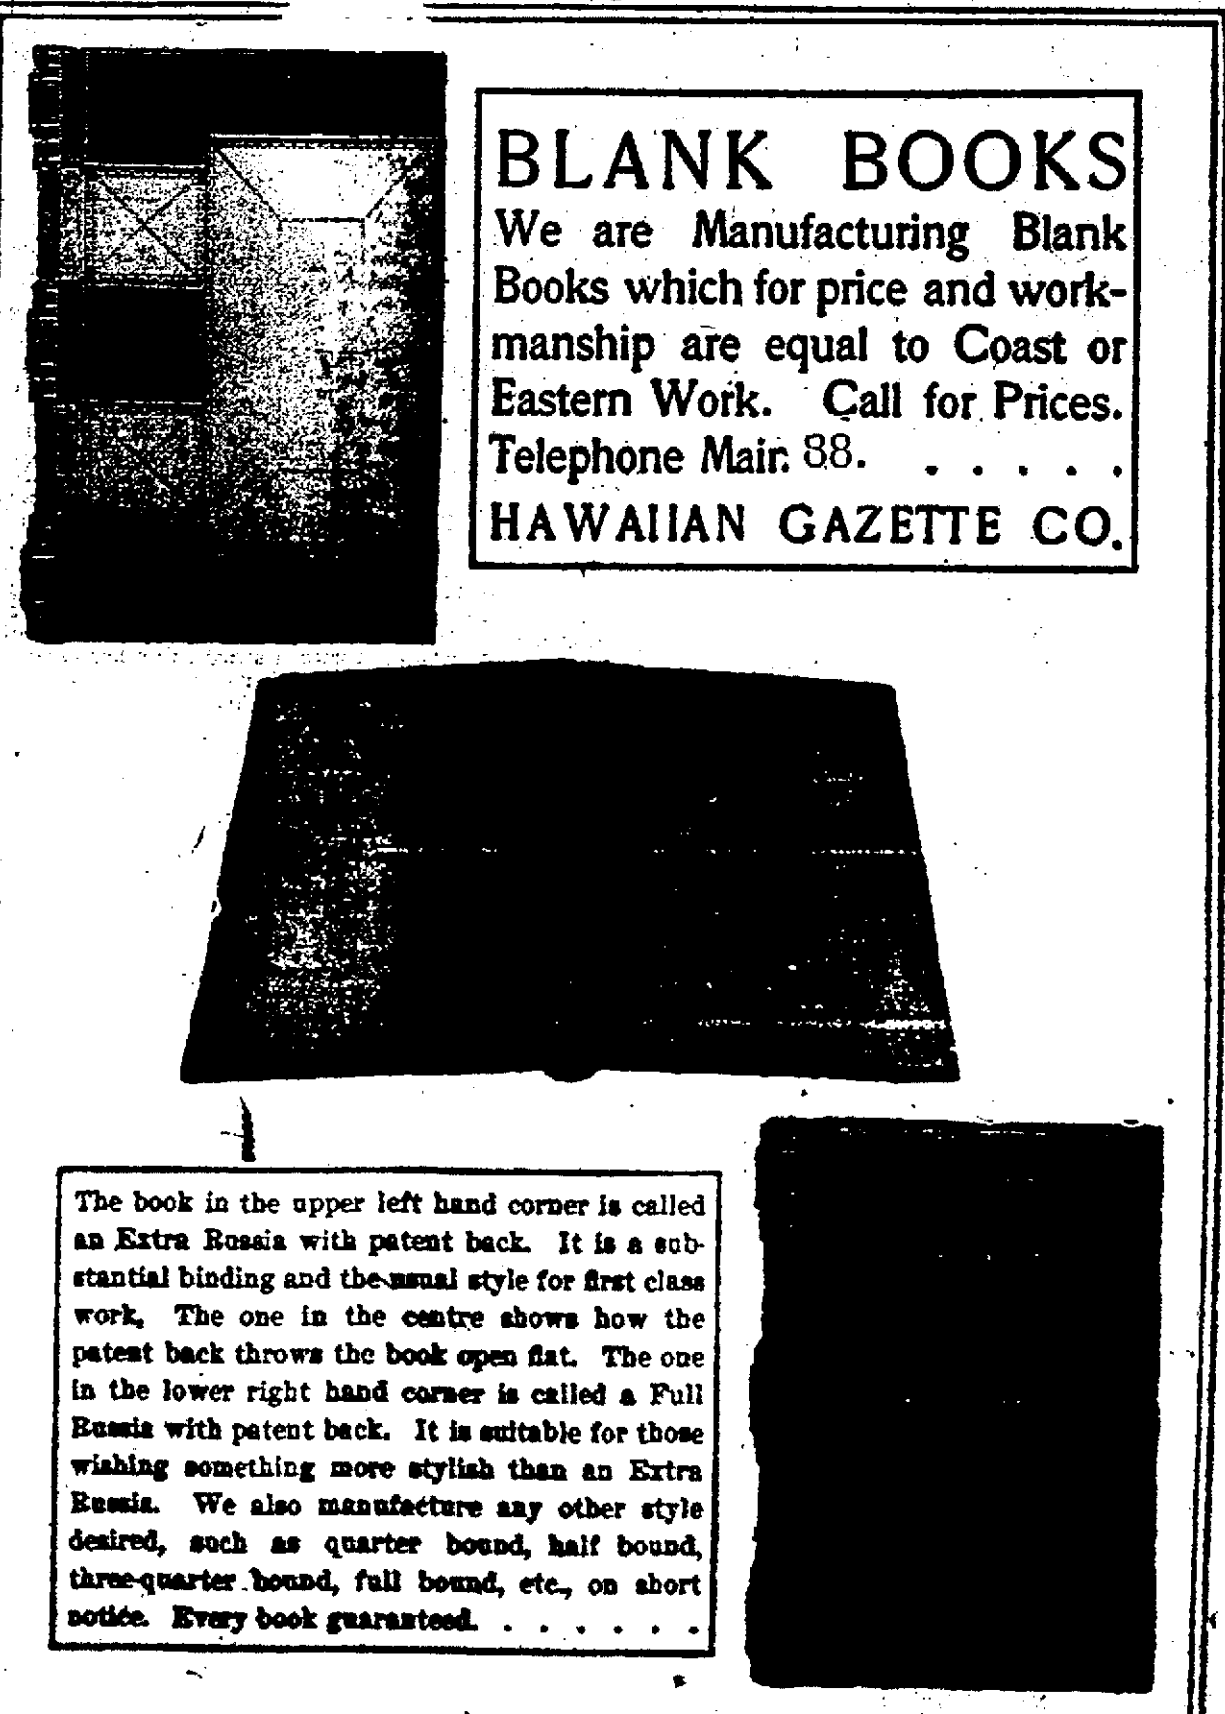 BLANK BOOKS
We are Manufacturing Blank
Books which for price and work-
manship are equal to Coast or
Eastern Work. Call for Prices.
Telephone Main 88. . . . . .
HAWAIIAN GAZETTE CO.
The book in the upper left hand corner is called
an Extra Russia with patent back. It is a sub-
stantial binding and the usual style for first class
work. The one in the centre shows how the
patent back throws the book open flat. The one
in the lower right hand corner is called a Full
Russia with patent back. It is suitable for those
wishing something more stylish than an Extra
Russia. We also manufacture any other style
desired, such as quarter bound, half bound,
three-quarter bound, full bound, etc., on short
notice. Every book guaranteed. . . . . . .